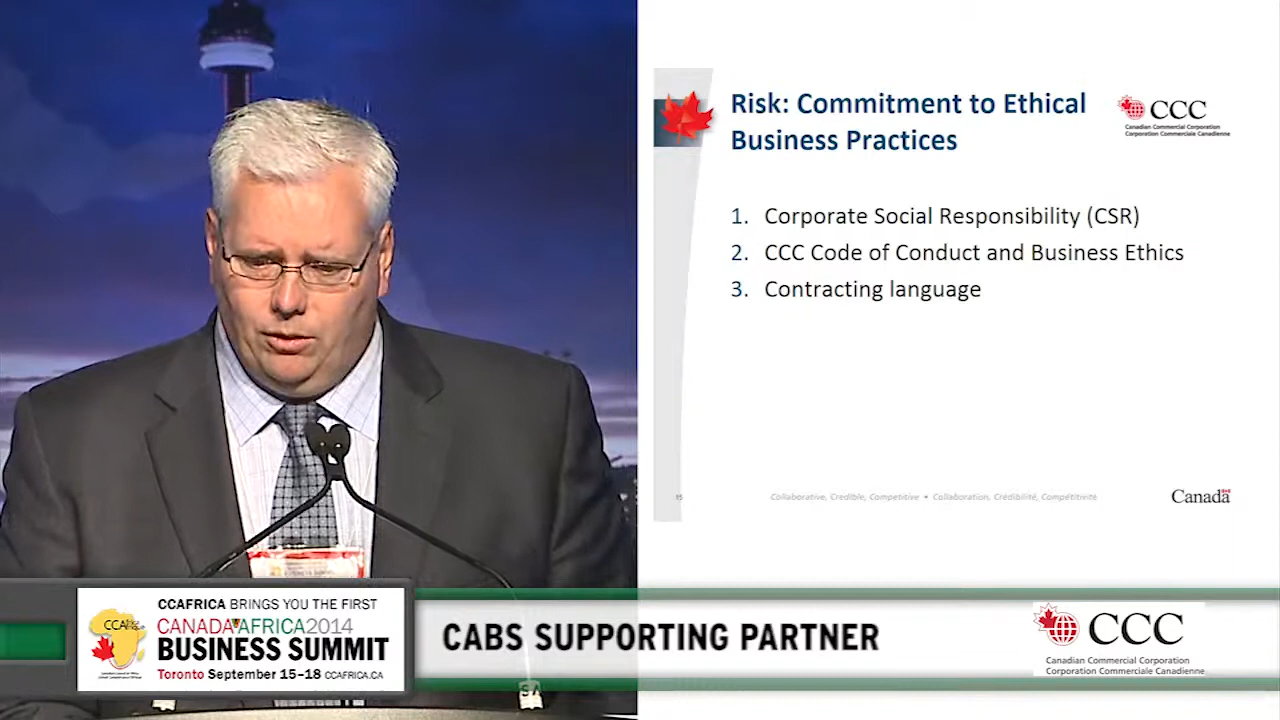 Risk: Commitment to Ethical
Business Practices
CCC
Canadian Commercial Corporation
Corporation Commerciale Canadienne
1. Corporate Social Responsibility (CSR)
2. CCC Code of Conduct and Business Ethics
3. Contracting language
15
Collaborative, Credible, Competitive • Collaboration, Crédibilité, Compétitivité
Canada
CCAfrica
CCAFRICA BRINGS YOU THE FIRST
CANADA AFRICA2014
BUSINESS SUMMIT
Toronto September 15–18 CCAFRICA.CA
CABS SUPPORTING PARTNER
CCC
Canadian Commercial Corporation
Corporation Commerciale Canadienne